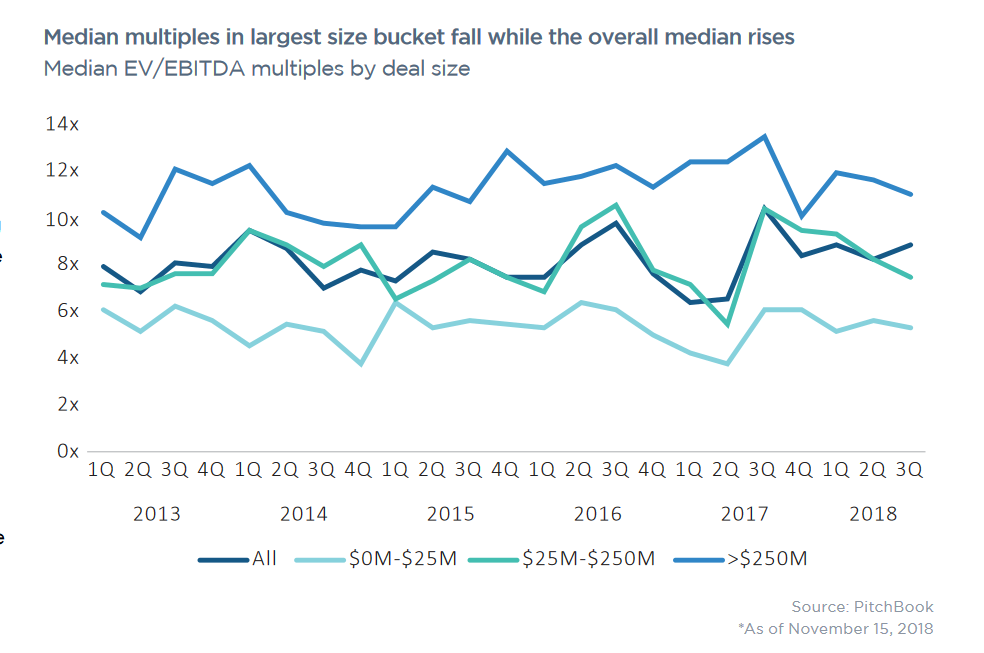 Median multiples in largest size bucket fall while the overall median rises
Median EV/EBITDA multiples by deal size
14x
12x
10x
8x
6x
4x
2x
0x
1Q 2Q 3Q 4Q 1Q 2Q 3Q 4Q 1Q 2Q 3Q 4Q 1Q 2Q 3Q 4Q 1Q 2Q 3Q 4Q 1Q 2Q 3Q
2013 2014 2015 2016 2017 2018
All $0M-$25M $25M-$250M >$250M
Source: PitchBook
*As of November 15, 2018